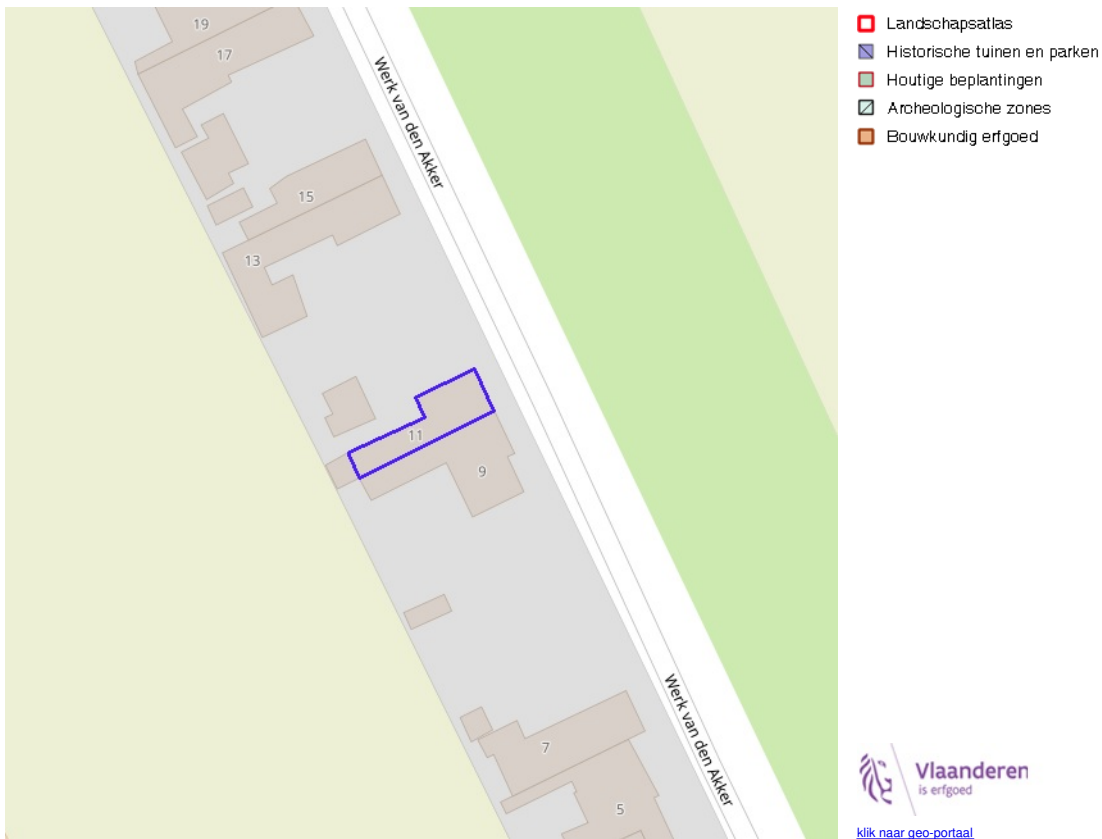 19
17
Werk van den Akker
15
13
11
9
7
5
Werk van den Akker
Landschapsatlas
Historische tuinen en parken
Houtige beplantingen
Archeologische zones
Bouwkundig erfgoed
Vlaanderen
is erfgoed
klik naar geo-portaal